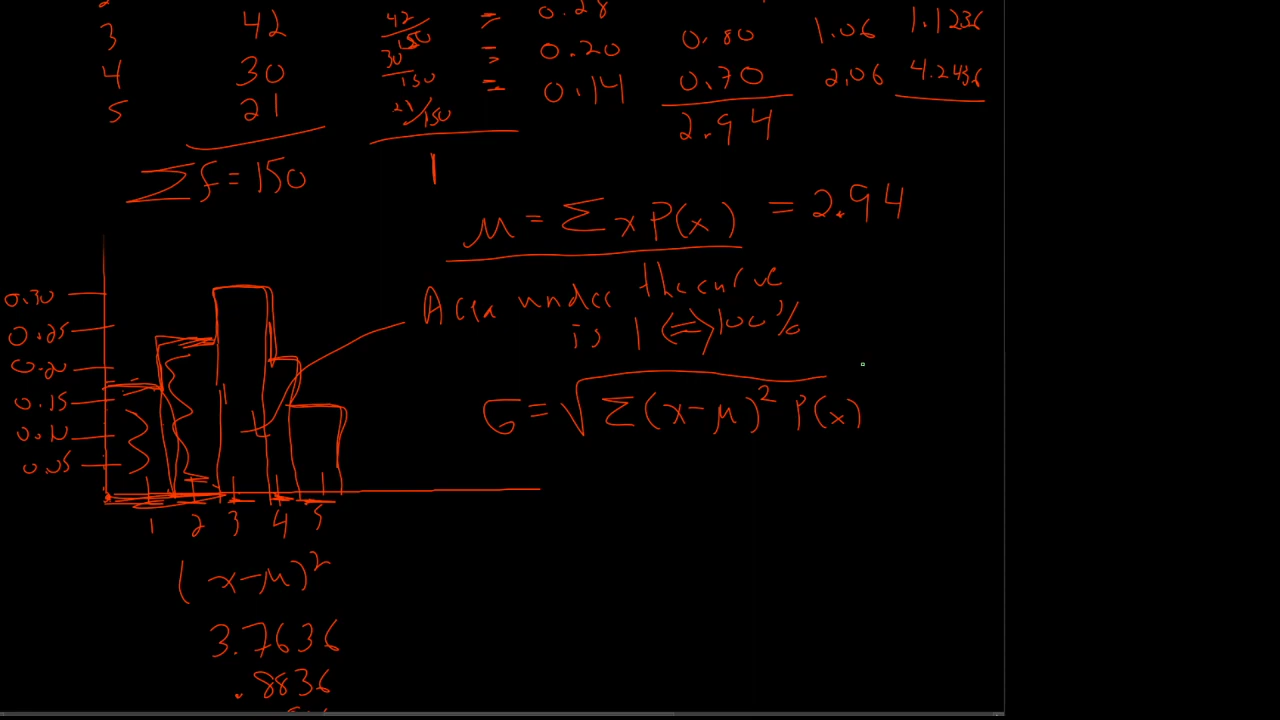 3 42 42/150 = 0.28 0.80 1.06 1.1236
4 30 30/150 = 0.20 0.70 2.06 4.2436
5 21 21/150 = 0.14 2.94
Σf = 150 1
μ = Σ x P(x) = 2.94
Area under the curve
is 1 ⇔ 100%
σ = √Σ(x-μ)² P(x)
0.30
0.25
0.20
0.15
0.10
0.05
1 2 3 4 5
(x-μ)²
3.7636
.8836